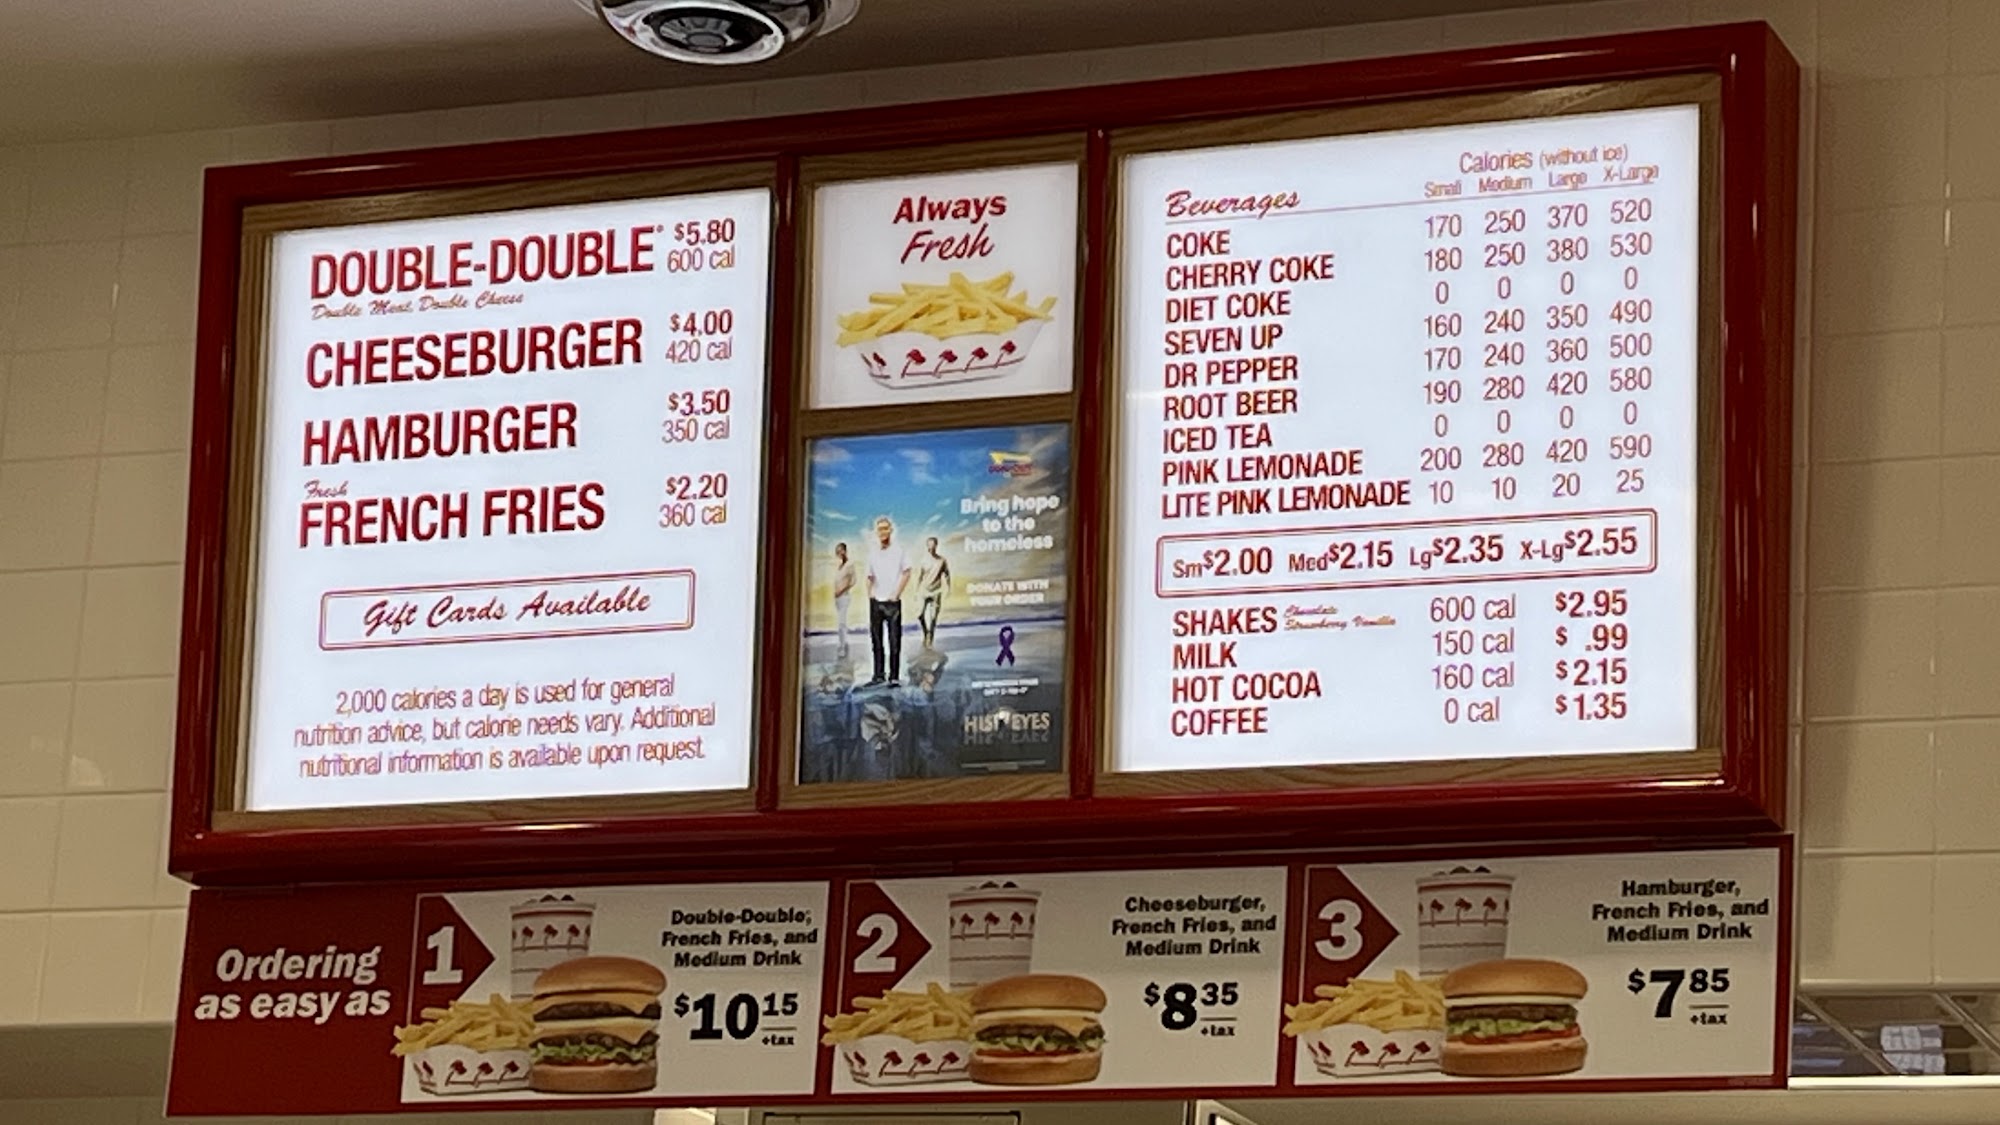 DOUBLE-DOUBLE® $5.80
600 cal
Double Meat, Double Cheese
CHEESEBURGER $4.00
420 cal
HAMBURGER $3.50
350 cal
Fresh
FRENCH FRIES $2.20
360 cal
Gift Cards Available
2,000 calories a day is used for general
nutrition advice, but calorie needs vary. Additional
nutritional information is available upon request.
Always
Fresh
Bring hope
to the
homeless
DONATE WITH
YOUR ORDER
Calories (without ice)
Beverages Small Medium Large X-Large
COKE 170 250 370 520
CHERRY COKE 180 250 380 530
DIET COKE 0 0 0 0
SEVEN UP 160 240 350 490
DR PEPPER 170 240 360 500
ROOT BEER 190 280 420 580
ICED TEA 0 0 0 0
PINK LEMONADE 200 280 420 590
LITE PINK LEMONADE 10 10 20 25
Sm$2.00 Med$2.15 Lg$2.35 X-Lg$2.55
SHAKES Chocolate Strawberry Vanilla 600 cal $2.95
MILK 150 cal $ .99
HOT COCOA 160 cal $2.15
COFFEE 0 cal $1.35
Ordering
as easy as
1
Double-Double,
French Fries, and
Medium Drink
$10 15
+tax
2
Cheeseburger,
French Fries, and
Medium Drink
$8 35
+tax
3
Hamburger,
French Fries, and
Medium Drink
$7 85
+tax